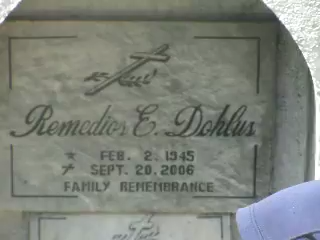 Remedios E. Dohlus
FEB. 2. 1945
SEPT. 20. 2006
FAMILY REMEMBRANCE